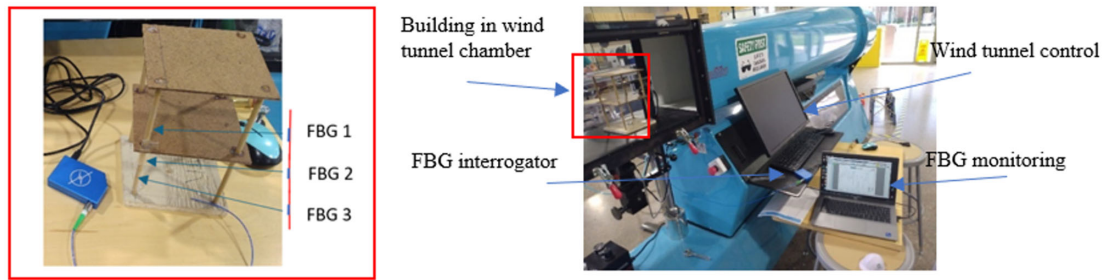 FBG 1
FBG 2
FBG 3
Building in wind
tunnel chamber
FBG interrogator
Wind tunnel control
FBG monitoring
SAFETY FIRST